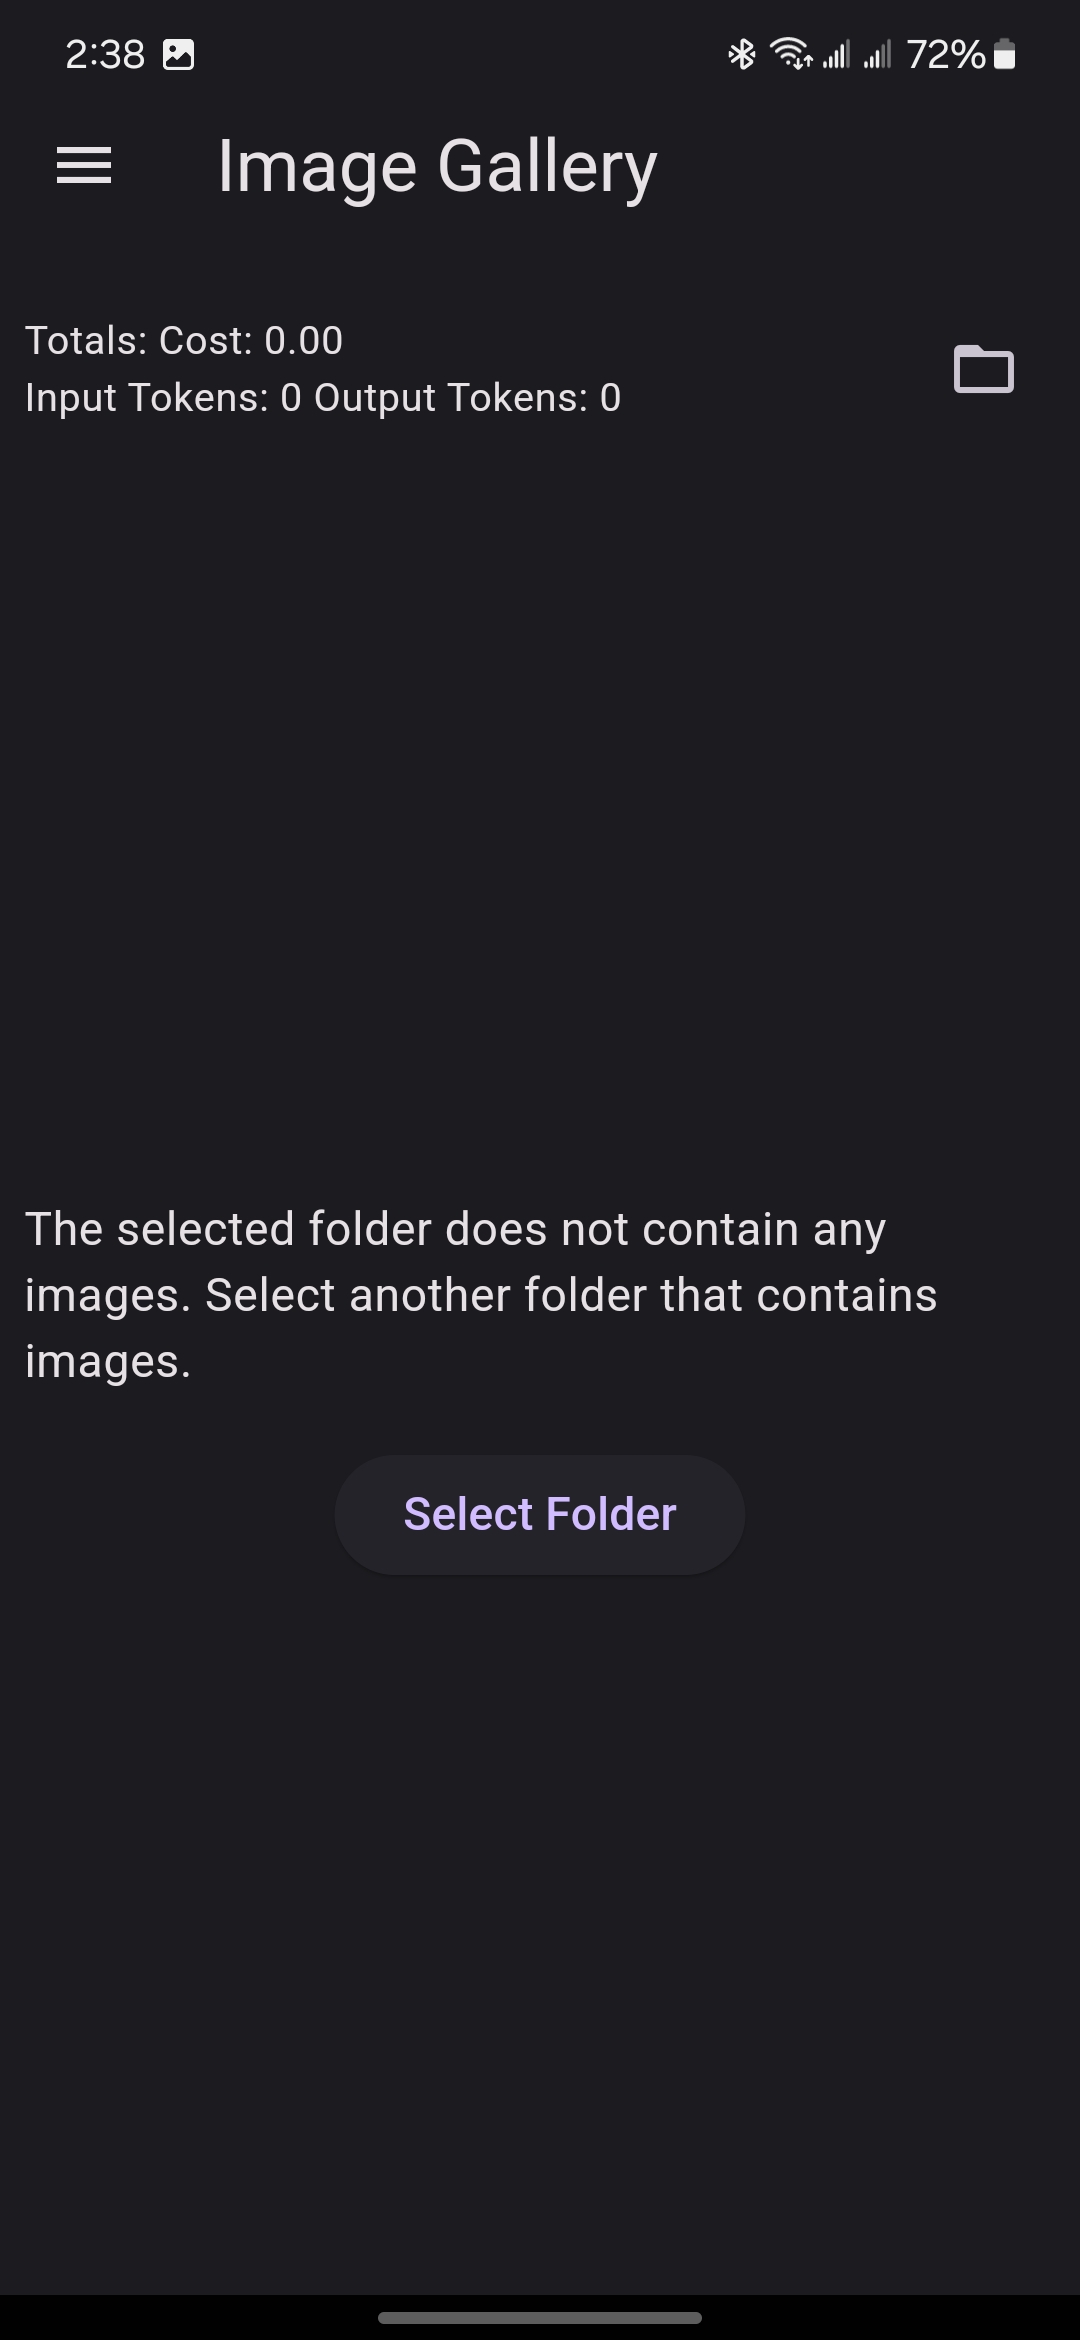 2:38 72%
Image Gallery
Totals: Cost: 0.00
Input Tokens: 0 Output Tokens: 0
The selected folder does not contain any
images. Select another folder that contains
images.
Select Folder